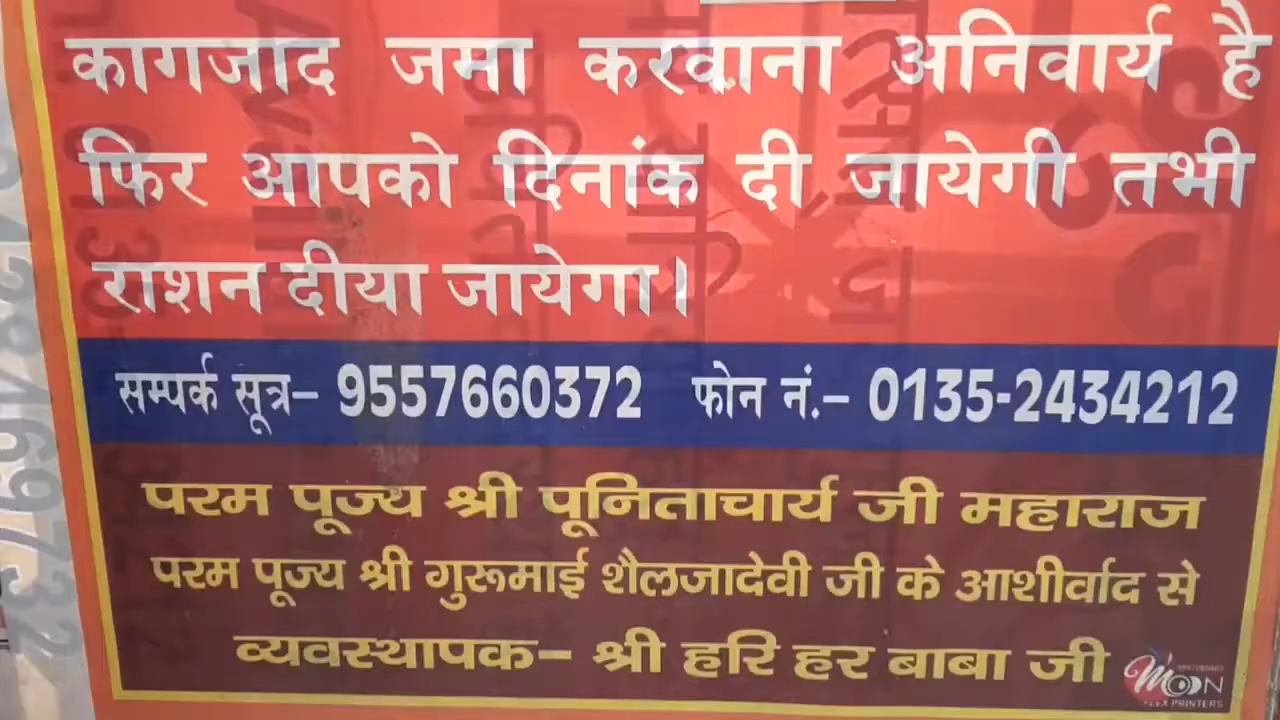 कागजाद जमा करवाना अनिवार्य है
फिर आपको दिनांक दी जायेगी तभी
राशन दीया जायेगा।
सम्पर्क सूत्र– 9557660372 फोन नं.– 0135-2434212
परम पूज्य श्री पूनिताचार्य जी महाराज
परम पूज्य श्री गुरूमाई शैलजादेवी जी के आशीर्वाद से
व्यवस्थापक– श्री हरि हर बाबा जी
MOON
FLEX PRINTERS